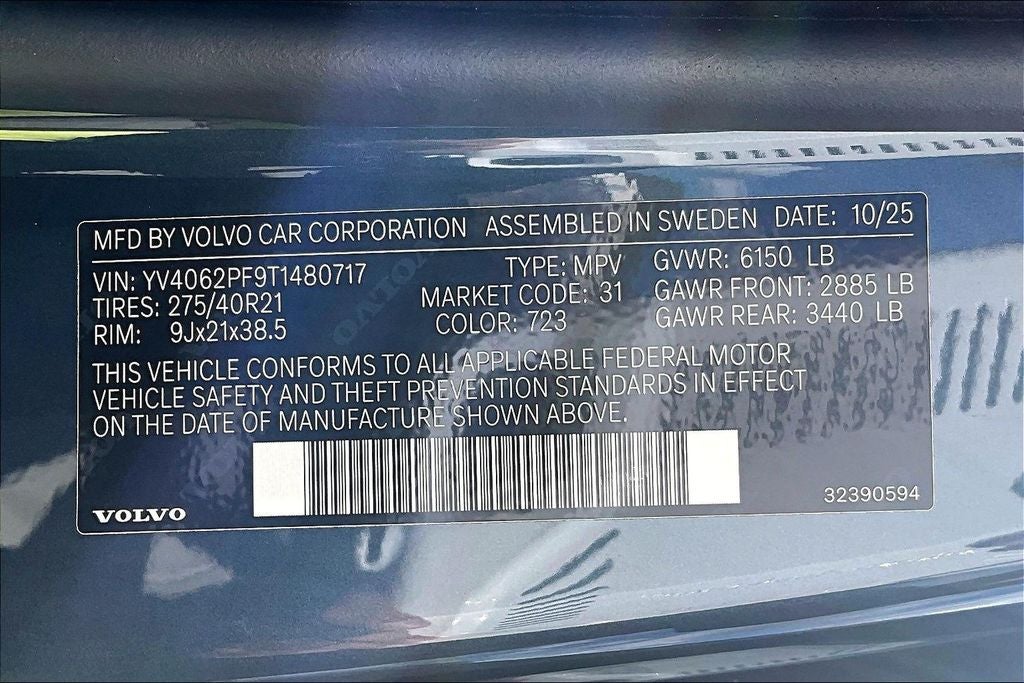 MFD BY VOLVO CAR CORPORATION ASSEMBLED IN SWEDEN DATE: 10/25
VIN: YV4062PF9T1480717 TYPE: MPV GVWR: 6150 LB
TIRES: 275/40R21 MARKET CODE: 31 GAWR FRONT: 2885 LB
RIM: 9Jx21x38.5 COLOR: 723 GAWR REAR: 3440 LB
THIS VEHICLE CONFORMS TO ALL APPLICABLE FEDERAL MOTOR
VEHICLE SAFETY AND THEFT PREVENTION STANDARDS IN EFFECT
ON THE DATE OF MANUFACTURE SHOWN ABOVE.
VOLVO 32390594